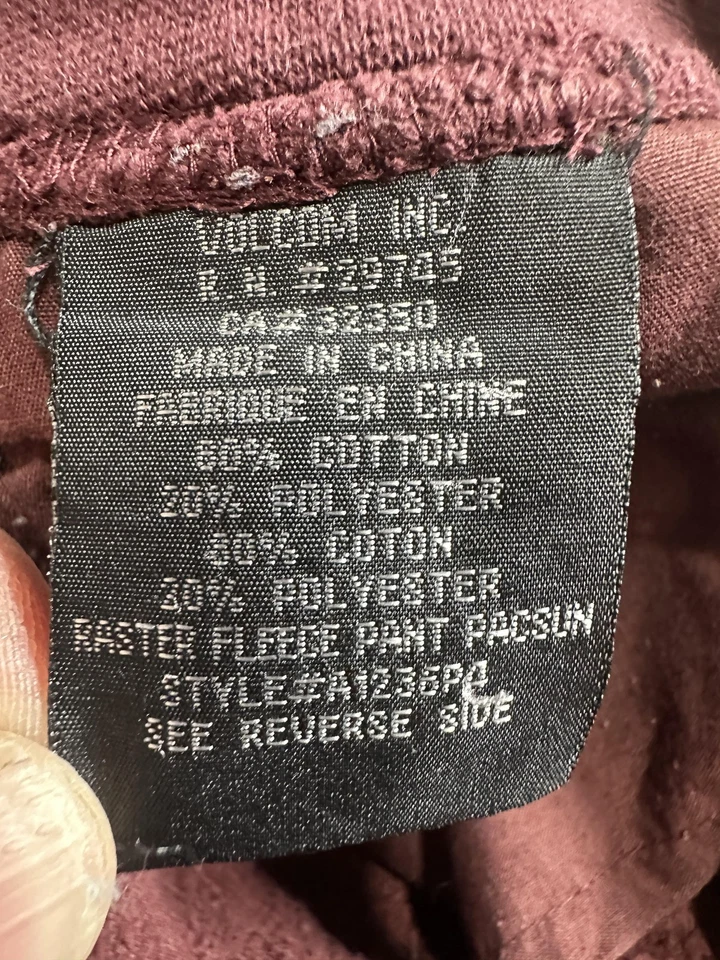 VOLCOM INC
R.N. #29745
CA# 32350
MADE IN CHINA
FABRIQUE EN CHINE
80% COTTON
20% POLYESTER
80% COTON
20% POLYESTER
RASTER FLEECE PANT PACSUN
SEE REVERSE SIDE